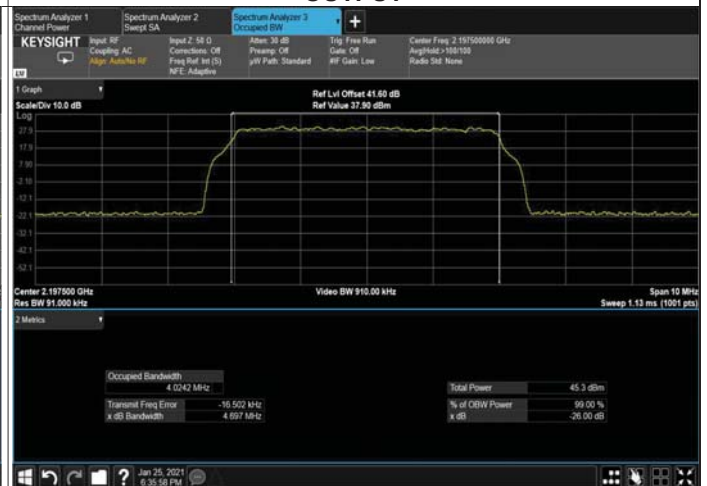 Spectrum Analyzer 1
Channel Power
Spectrum Analyzer 2
Swept SA
Spectrum Analyzer 3
Occupied BW
KEYSIGHT
Input: RF
Coupling: AC
Align: Auto/No RF
Input Z: 50 Ω
Corrections: Off
Freq Ref: Int (S)
NFE: Adaptive
Atten: 30 dB
Preamp: Off
µW Path: Standard
Trig: Free Run
Gate: Off
#IF Gain: Low
Center Freq: 2.197500000 GHz
Avg|Hold:>100/100
Radio Std: None
1 Graph
Scale/Div 10.0 dB
Ref Lvl Offset 41.60 dB
Ref Value 37.90 dBm
Log
27.9
17.9
7.90
-2.10
-12.1
-22.1
-32.1
-42.1
-52.1
Center 2.197500 GHz
Video BW 910.00 kHz
Span 10 MHz
Res BW 91.000 kHz
Sweep 1.13 ms (1001 pts)
2 Metrics
Occupied Bandwidth
4.0242 MHz
Total Power 45.3 dBm
Transmit Freq Error -16.502 kHz
% of OBW Power 99.00 %
x dB Bandwidth 4.697 MHz
x dB -26.00 dB
Jan 25, 2021
6:35:58 PM